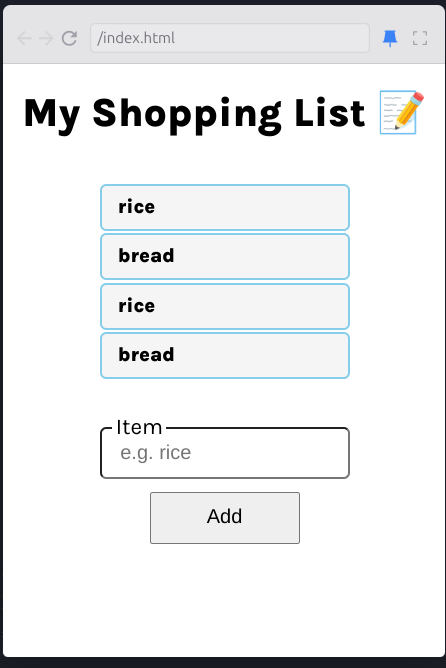 /index.html
My Shopping List 📝
rice
bread
rice
bread
Item
e.g. rice
Add